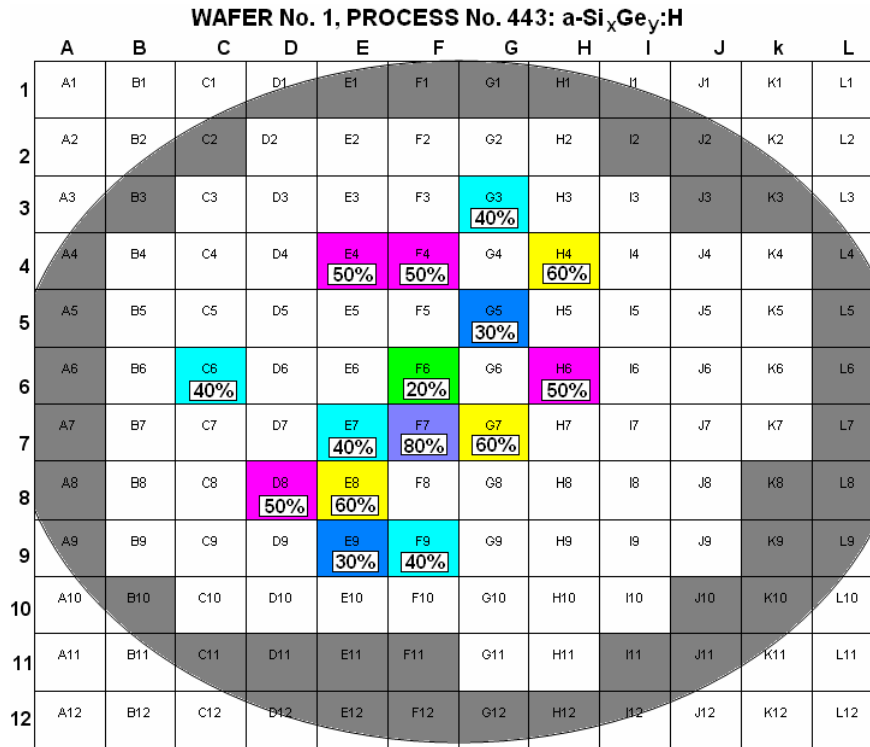 WAFER No. 1, PROCESS No. 443: a-SiₓGeᵧ:H
A B C D E F G H I J k L
1 A1 B1 C1 D1 E1 F1 G1 H1 I1 J1 K1 L1
2 A2 B2 C2 D2 E2 F2 G2 H2 I2 J2 K2 L2
3 A3 B3 C3 D3 E3 F3 G3 H3 I3 J3 K3 L3
40%
4 A4 B4 C4 D4 E4 F4 G4 H4 I4 J4 K4 L4
50% 50% 60%
5 A5 B5 C5 D5 E5 F5 G5 H5 I5 J5 K5 L5
30%
6 A6 B6 C6 D6 E6 F6 G6 H6 I6 J6 K6 L6
40% 20% 50%
7 A7 B7 C7 D7 E7 F7 G7 H7 I7 J7 K7 L7
40% 80% 60%
8 A8 B8 C8 D8 E8 F8 G8 H8 I8 J8 K8 L8
50% 60%
9 A9 B9 C9 D9 E9 F9 G9 H9 I9 J9 K9 L9
30% 40%
10 A10 B10 C10 D10 E10 F10 G10 H10 I10 J10 K10 L10
11 A11 B11 C11 D11 E11 F11 G11 H11 I11 J11 K11 L11
12 A12 B12 C12 D12 E12 F12 G12 H12 I12 J12 K12 L12